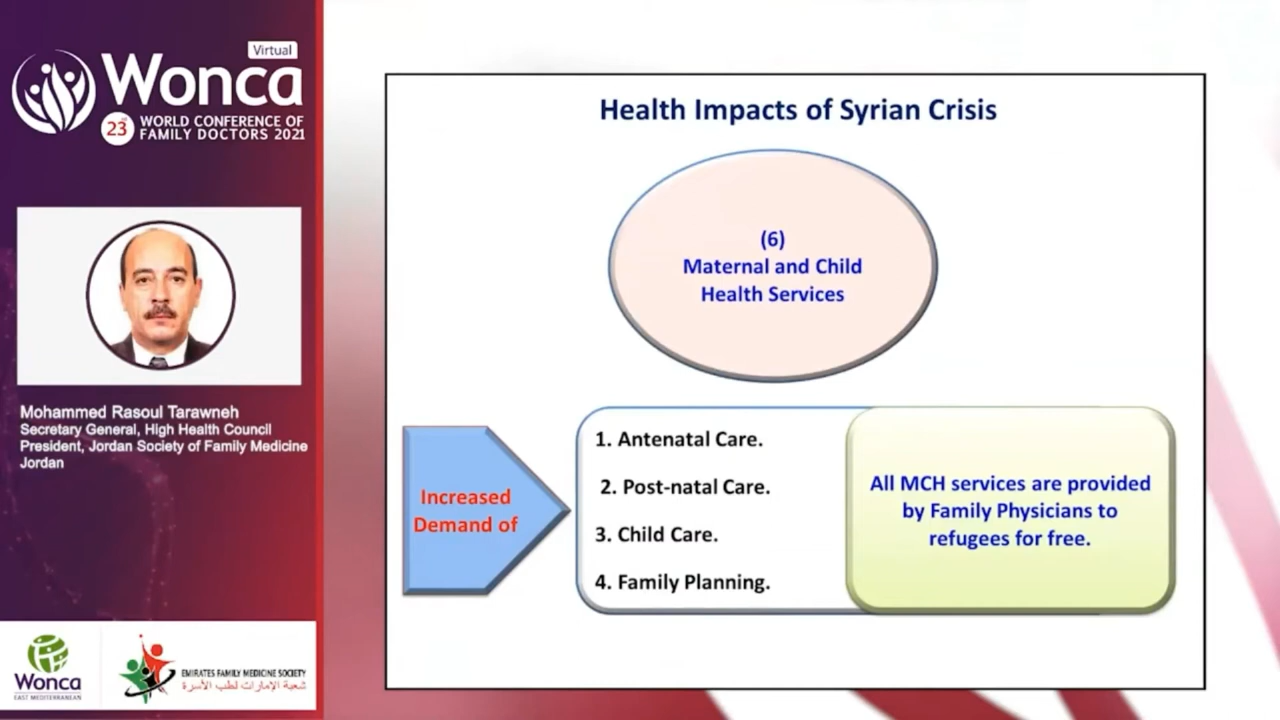 Virtual
Wonca
23
WORLD CONFERENCE OF
FAMILY DOCTORS 2021
Mohammed Rasoul Tarawneh
Secretary General, High Health Council
President, Jordan Society of Family Medicine
Jordan
Wonca
EAST MEDITERRANEAN
EMIRATES FAMILY MEDICINE SOCIETY
شعبة الإمارات لطب الأسرة
Health Impacts of Syrian Crisis
(6)
Maternal and Child
Health Services
Increased
Demand of
1. Antenatal Care.
2. Post-natal Care.
3. Child Care.
4. Family Planning.
All MCH services are provided
by Family Physicians to
refugees for free.